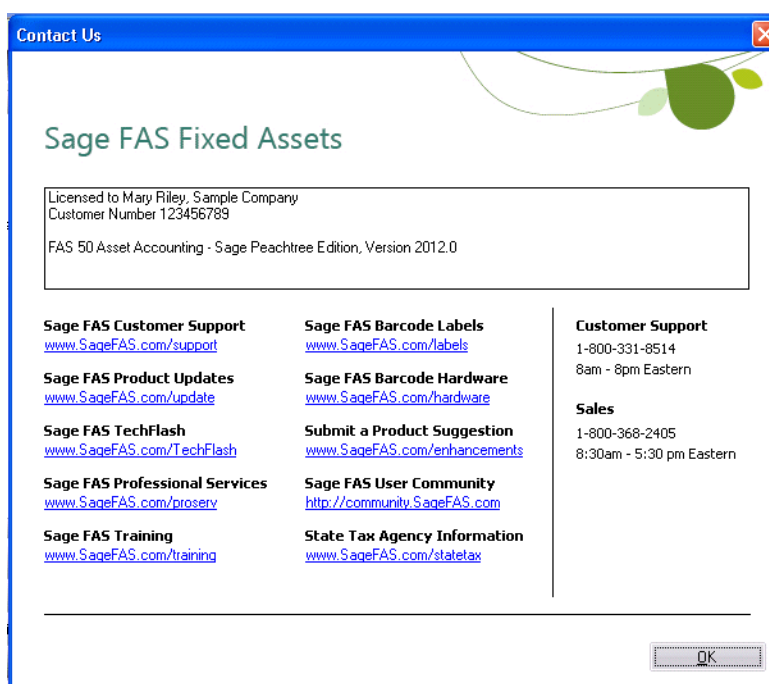 Contact Us
Sage FAS Fixed Assets
Licensed to Mary Riley, Sample Company
Customer Number 123456789
FAS 50 Asset Accounting - Sage Peachtree Edition, Version 2012.0
Sage FAS Customer Support
www.SageFAS.com/support
Sage FAS Product Updates
www.SageFAS.com/update
Sage FAS TechFlash
www.SageFAS.com/TechFlash
Sage FAS Professional Services
www.SageFAS.com/proserv
Sage FAS Training
www.SageFAS.com/training
Sage FAS Barcode Labels
www.SageFAS.com/labels
Sage FAS Barcode Hardware
www.SageFAS.com/hardware
Submit a Product Suggestion
www.SageFAS.com/enhancements
Sage FAS User Community
http://community.SageFAS.com
State Tax Agency Information
www.SageFAS.com/statetax
Customer Support
1-800-331-8514
8am - 8pm Eastern
Sales
1-800-368-2405
8:30am - 5:30 pm Eastern
OK